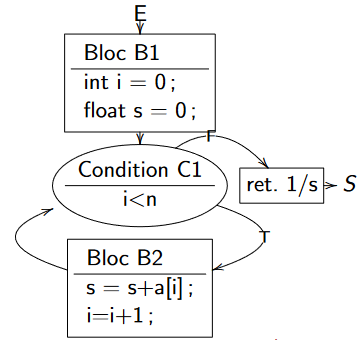 E
Bloc B1
int i = 0 ;
float s = 0 ;
F
Condition C1
i<n
ret. 1/s
S
T
Bloc B2
s = s+a[i] ;
i=i+1 ;